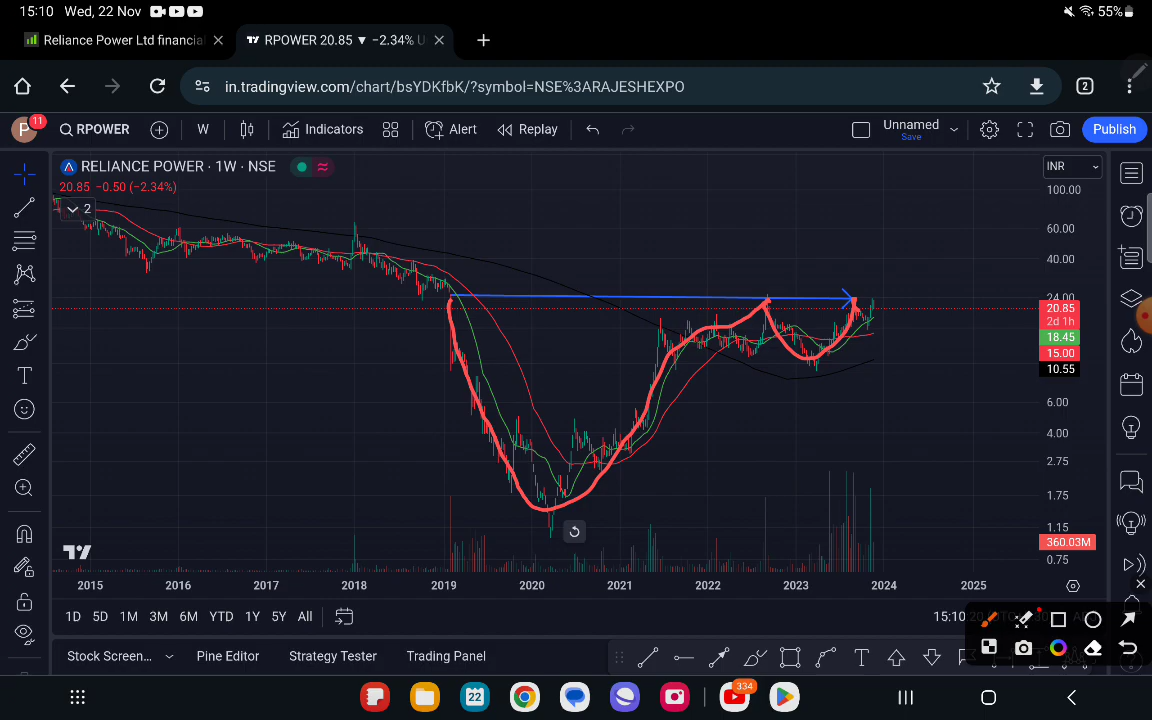 15:10 Wed, 22 Nov
55%
Reliance Power Ltd financia
RPOWER 20.85 ▼ −2.34% U
in.tradingview.com/chart/bsYDKfbK/?symbol=NSE%3ARAJESHEXPO
2
P 11 RPOWER W Indicators Alert Replay Unnamed Save Publish
RELIANCE POWER · 1W · NSE
INR
20.85 −0.50 (−2.34%)
2
100.00
60.00
40.00
24.00
20.85
2d 1h
18.45
15.00
10.55
6.00
4.00
2.75
1.75
1.15
360.03M
0.75
2015 2016 2017 2018 2019 2020 2021 2022 2023 2024 2025
1D 5D 1M 3M 6M YTD 1Y 5Y All
15:10:20
Stock Screen... Pine Editor Strategy Tester Trading Panel
22
334